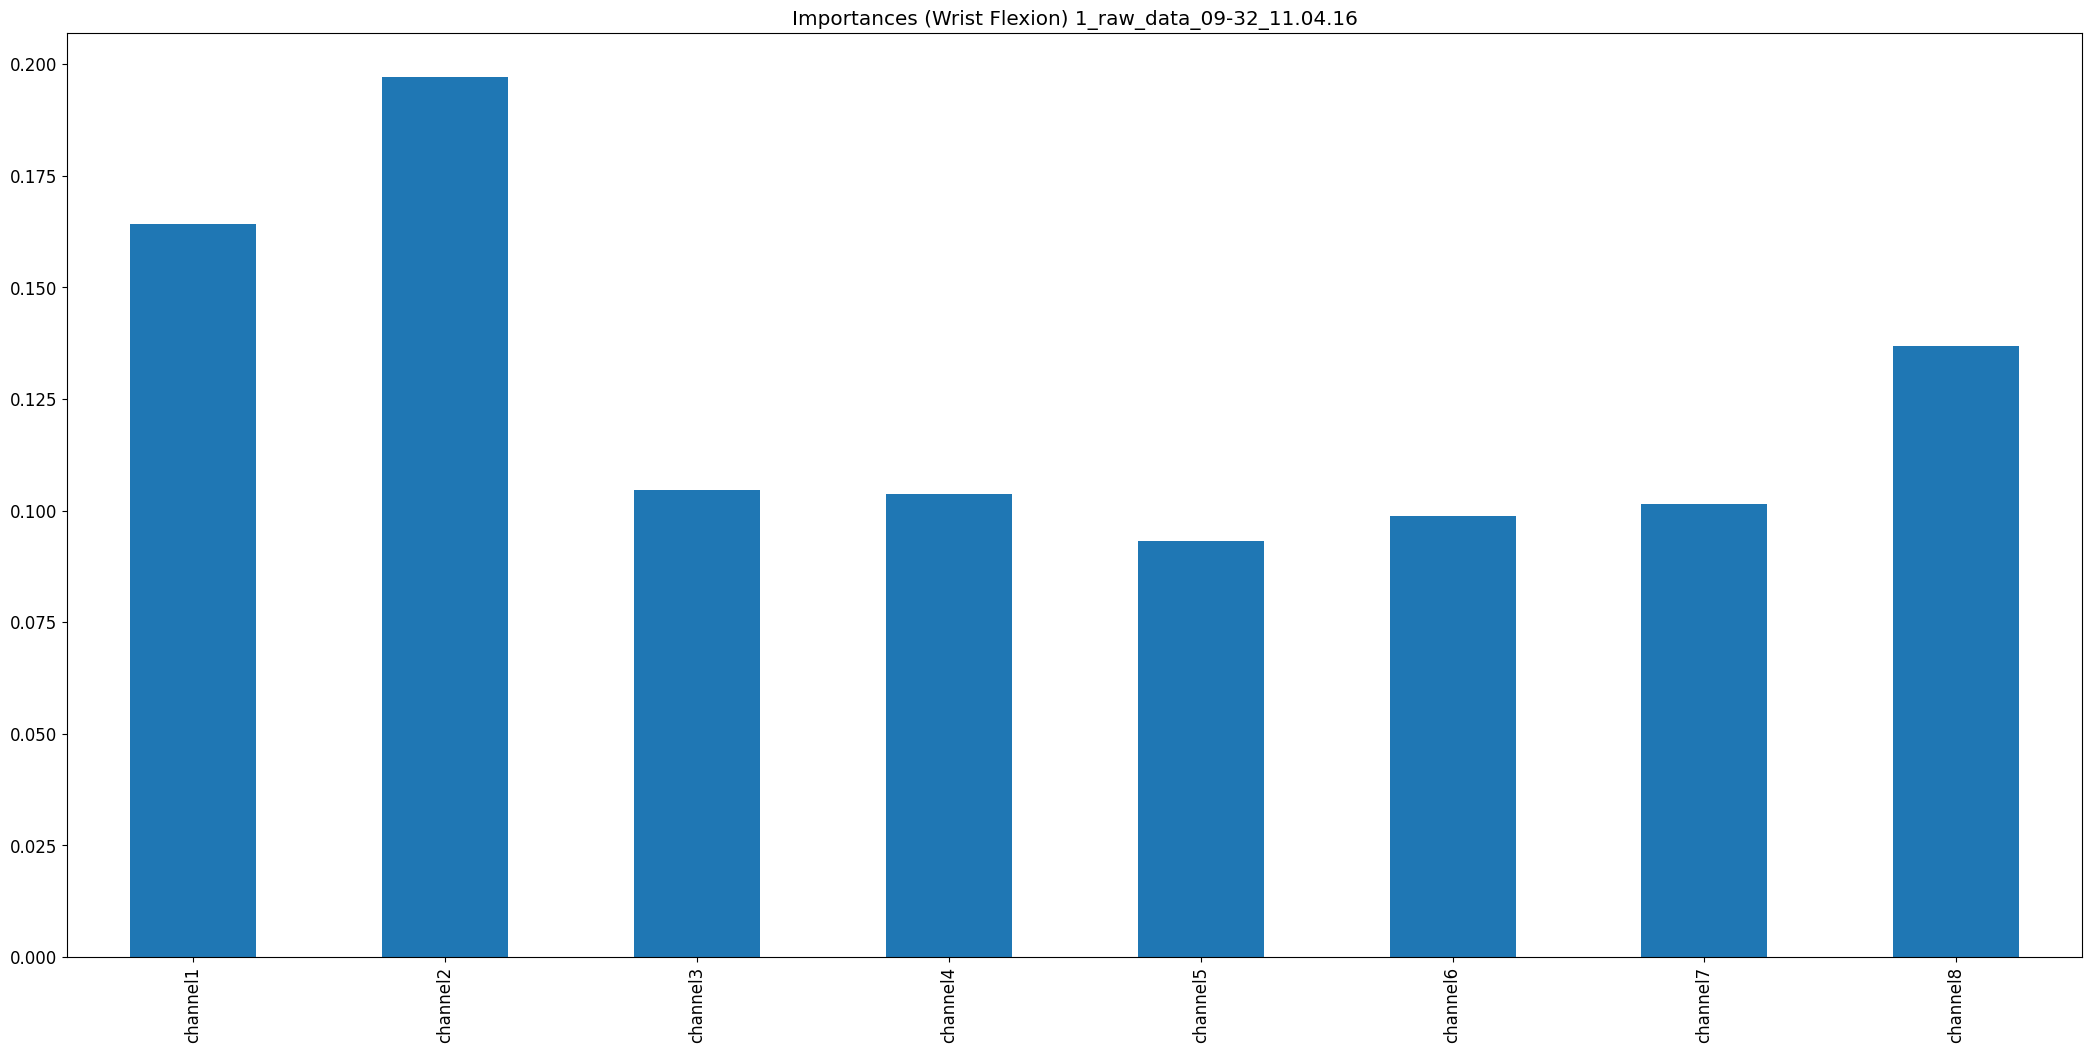 Importances (Wrist Flexion) 1_raw_data_09-32_11.04.16
0.200
0.175
0.150
0.125
0.100
0.075
0.050
0.025
0.000
channel1
channel2
channel3
channel4
channel5
channel6
channel7
channel8